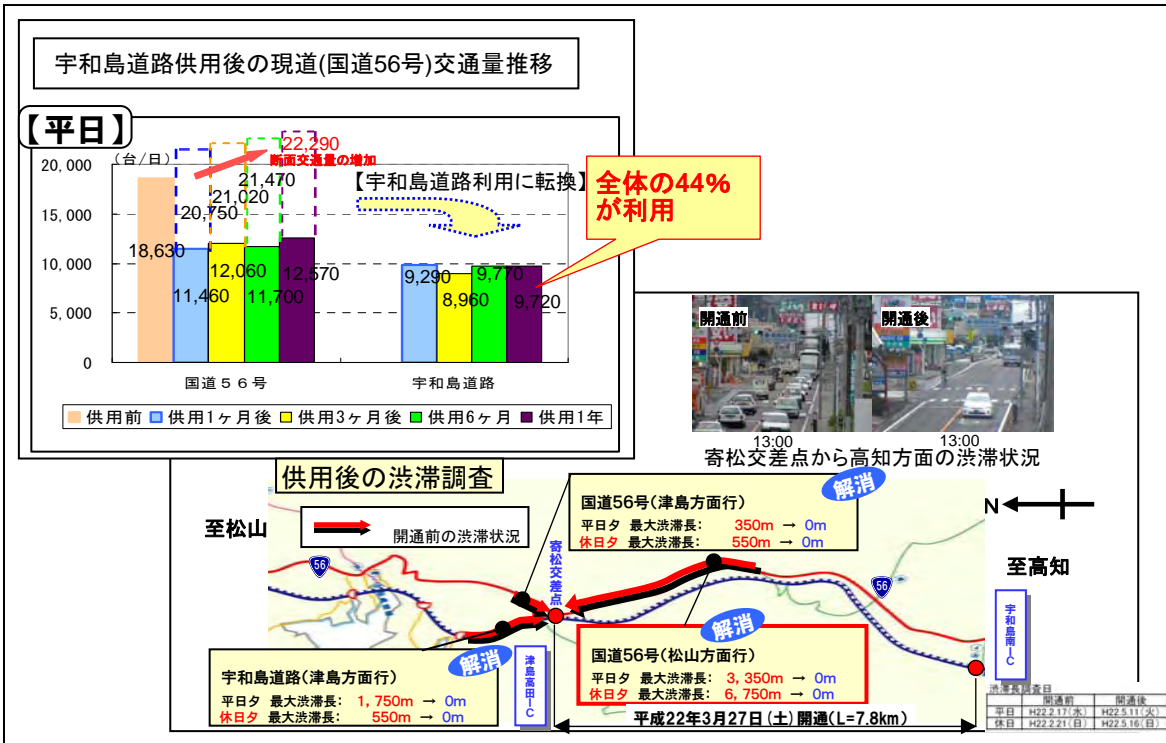 宇和島道路供用後の現道(国道56号)交通量推移
【平日】
(台/日)
20,000
15,000
10,000
5,000
0
22,290
断面交通量の増加
21,470
21,020
20,750
18,630
11,460
12,060
11,700
12,570
【宇和島道路利用に転換】
全体の44%
が利用
9,290
8,960
9,770
9,720
国道56号
宇和島道路
供用前 供用1ヶ月後 供用3ヶ月後 供用6ヶ月 供用1年
開通前
開通後
13:00
13:00
寄松交差点から高知方面の渋滞状況
供用後の渋滞調査
開通前の渋滞状況
至松山
至高知
N
56
56
寄松交差点
解消
国道56号(津島方面行)
平日夕 最大渋滞長: 350m → 0m
休日夕 最大渋滞長: 550m → 0m
解消
宇和島道路(津島方面行)
平日夕 最大渋滞長: 1,750m → 0m
休日夕 最大渋滞長: 550m → 0m
解消
国道56号(松山方面行)
平日夕 最大渋滞長: 3,350m → 0m
休日夕 最大渋滞長: 6,750m → 0m
津島高田IC
宇和島南IC
平成22年3月27日(土)開通(L=7.8km)
渋滞長調査日
開通前 開通後
平日 H22.2.17(水) H22.5.11(火)
休日 H22.2.21(日) H22.5.16(日)